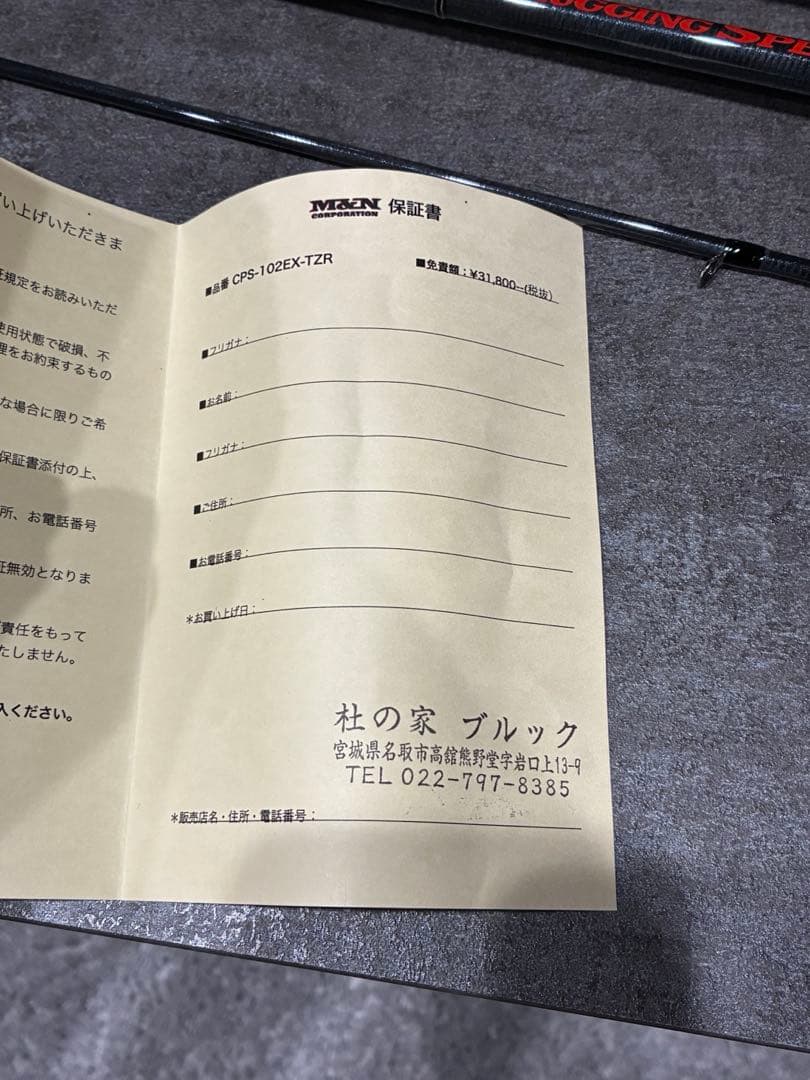 UGGING SPE
い上げいただきま
証規定をお読みいただ
使用状態で破損、不
理をお約束するもの
な場合に限りご希
保証書添付の上、
所、お電話番号
証無効となりま
責任をもって
たしません。
入ください。
M&N CORPORATION 保証書
■品番 CPS-102EX-TZR
■免責額：¥31,800--(税抜)
■フリガナ：
■お名前：
■フリガナ：
■ご住所：
■お電話番号：
＊お買い上げ日：
杜の家 ブルック
宮城県名取市高舘熊野堂字岩口上13-9
TEL 022-797-8385
＊販売店名・住所・電話番号：